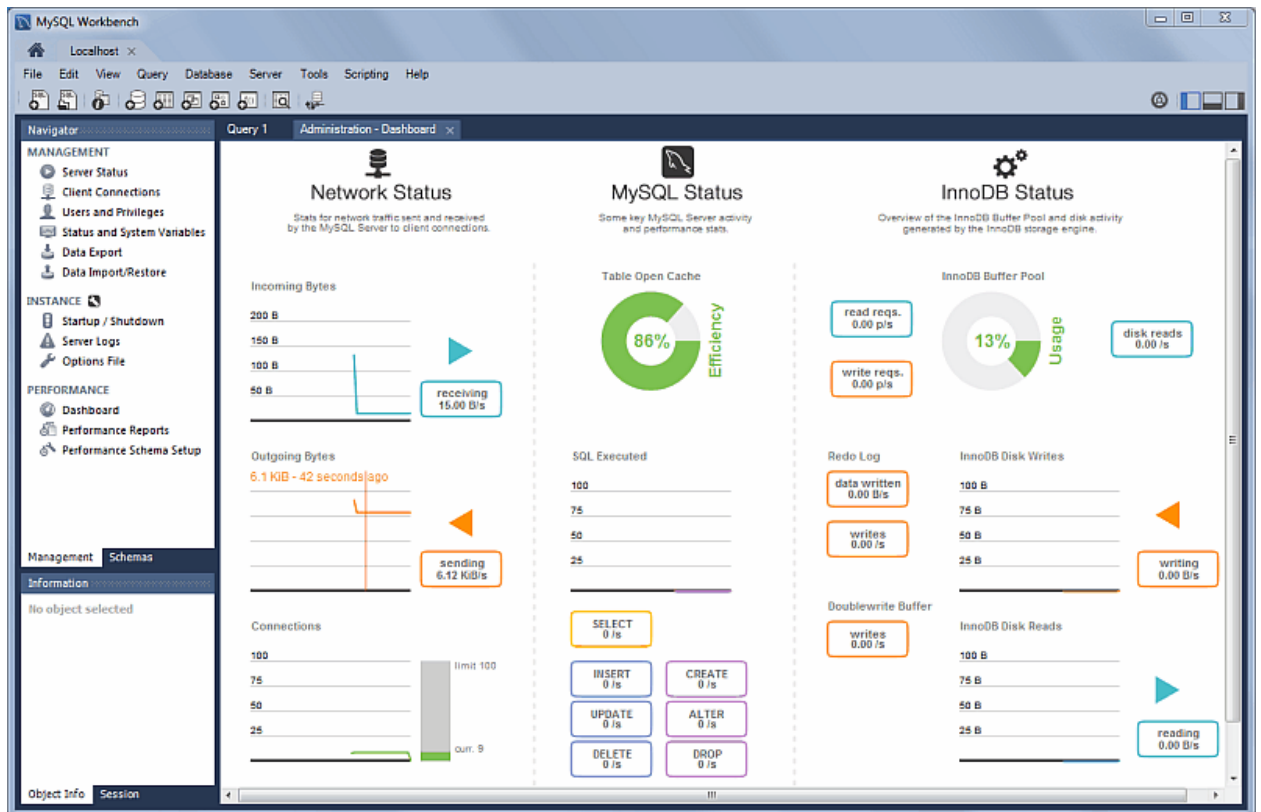 MySQL Workbench
Localhost
File Edit View Query Database Server Tools Scripting Help
Navigator
MANAGEMENT
Server Status
Client Connections
Users and Privileges
Status and System Variables
Data Export
Data Import/Restore
INSTANCE
Startup / Shutdown
Server Logs
Options File
PERFORMANCE
Dashboard
Performance Reports
Performance Schema Setup
Management Schemas
Information
No object selected
Object Info Session
Query 1 Administration - Dashboard
Network Status
Stats for network traffic sent and received
by the MySQL Server to client connections.
Incoming Bytes
200 B
150 B
100 B
50 B
receiving
15.00 B/s
Outgoing Bytes
6.1 KiB - 42 seconds ago
sending
6.12 KiB/s
Connections
100
75
50
25
limit 100
curr. 9
MySQL Status
Some key MySQL Server activity
and performance stats.
Table Open Cache
86%
Efficiency
SQL Executed
100
75
50
25
SELECT
0 /s
INSERT
0 /s
CREATE
0 /s
UPDATE
0 /s
ALTER
0 /s
DELETE
0 /s
DROP
0 /s
InnoDB Status
Overview of the InnoDB Buffer Pool and disk activity
generated by the InnoDB storage engine.
InnoDB Buffer Pool
read reqs.
0.00 p/s
write reqs.
0.00 p/s
13%
Usage
disk reads
0.00 /s
Redo Log
data written
0.00 B/s
writes
0.00 /s
Doublewrite Buffer
writes
0.00 /s
InnoDB Disk Writes
100 B
75 B
50 B
25 B
writing
0.00 B/s
InnoDB Disk Reads
100 B
75 B
50 B
25 B
reading
0.00 B/s